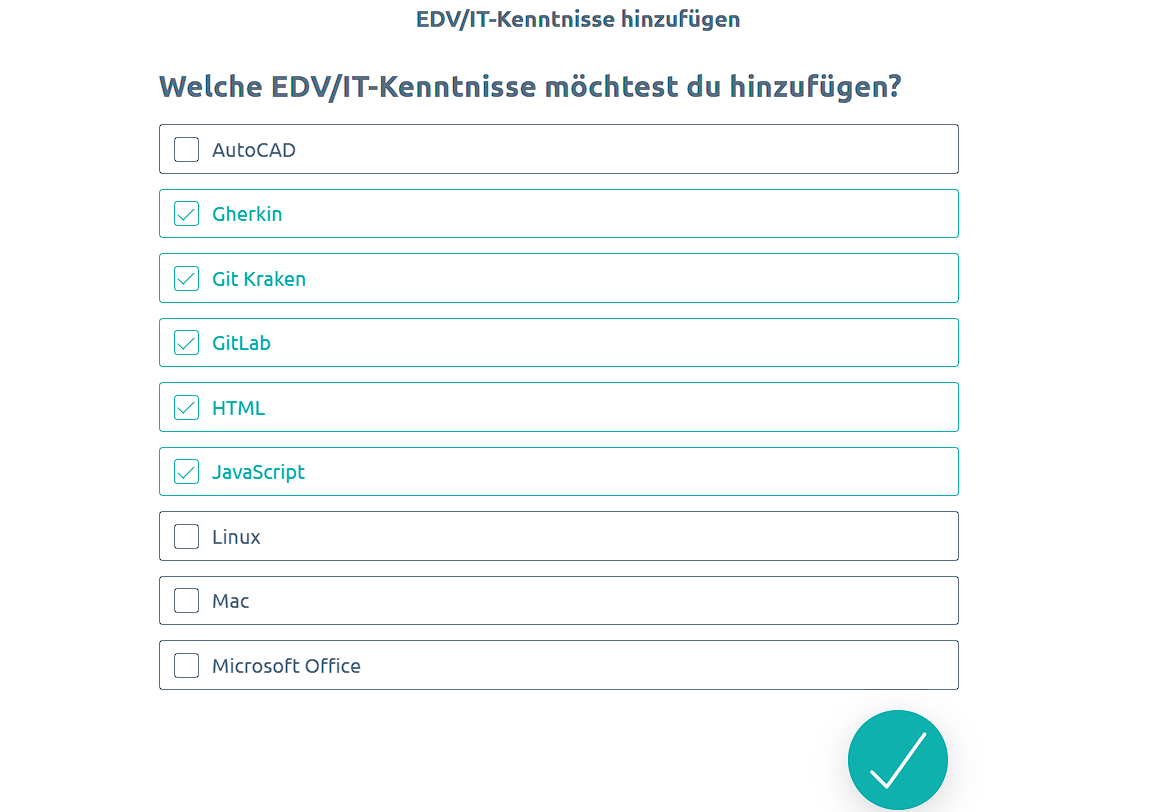 EDV/IT-Kenntnisse hinzufügen
Welche EDV/IT-Kenntnisse möchtest du hinzufügen?
AutoCAD
Gherkin
Git Kraken
GitLab
HTML
JavaScript
Linux
Mac
Microsoft Office